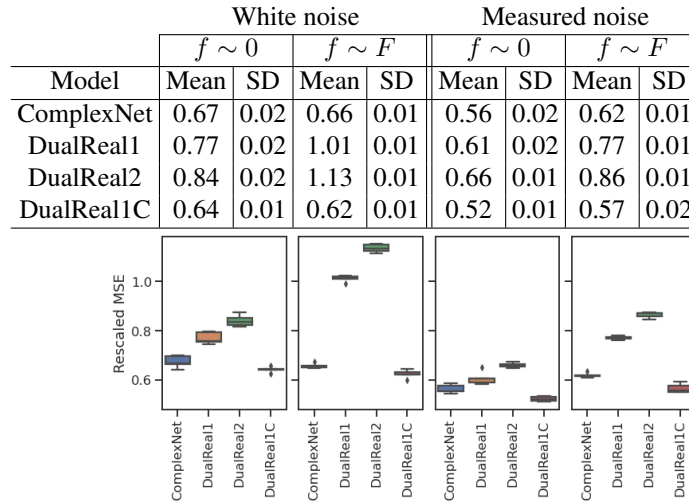 White noise Measured noise
f ∼ 0 f ∼ F f ∼ 0 f ∼ F
Model Mean SD Mean SD Mean SD Mean SD
ComplexNet 0.67 0.02 0.66 0.01 0.56 0.02 0.62 0.01
DualReal1 0.77 0.02 1.01 0.01 0.61 0.02 0.77 0.01
DualReal2 0.84 0.02 1.13 0.01 0.66 0.01 0.86 0.01
DualReal1C 0.64 0.01 0.62 0.01 0.52 0.01 0.57 0.02
Rescaled MSE
1.0
0.8
0.6
ComplexNet DualReal1 DualReal2 DualReal1C ComplexNet DualReal1 DualReal2 DualReal1C ComplexNet DualReal1 DualReal2 DualReal1C ComplexNet DualReal1 DualReal2 DualReal1C